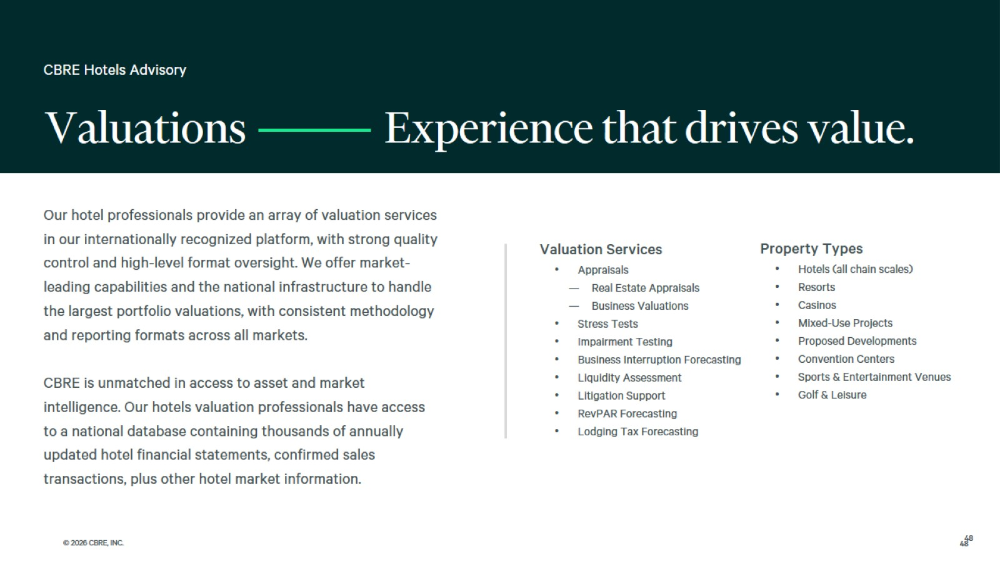 CBRE Hotels Advisory
Valuations —— Experience that drives value.
Our hotel professionals provide an array of valuation services
in our internationally recognized platform, with strong quality
control and high-level format oversight. We offer market-
leading capabilities and the national infrastructure to handle
the largest portfolio valuations, with consistent methodology
and reporting formats across all markets.
CBRE is unmatched in access to asset and market
intelligence. Our hotels valuation professionals have access
to a national database containing thousands of annually
updated hotel financial statements, confirmed sales
transactions, plus other hotel market information.
Valuation Services
• Appraisals
— Real Estate Appraisals
— Business Valuations
• Stress Tests
• Impairment Testing
• Business Interruption Forecasting
• Liquidity Assessment
• Litigation Support
• RevPAR Forecasting
• Lodging Tax Forecasting
Property Types
• Hotels (all chain scales)
• Resorts
• Casinos
• Mixed-Use Projects
• Proposed Developments
• Convention Centers
• Sports & Entertainment Venues
• Golf & Leisure
© 2026 CBRE, INC.
48
48